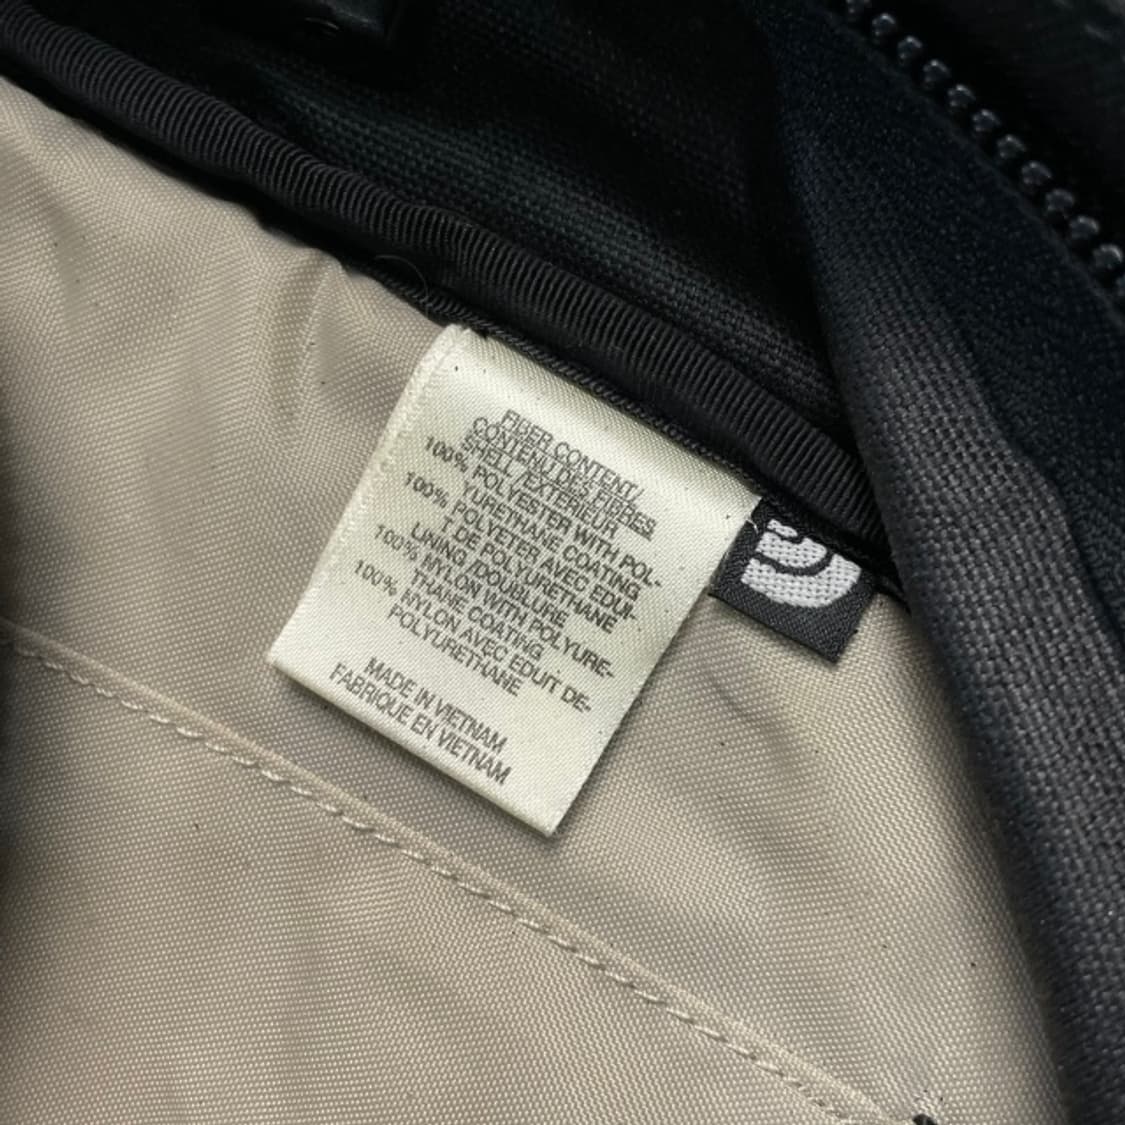 FIBER CONTENT/
CONTENU DES FIBRES
SHELL /EXTERIEUR
100% POLYESTER WITH POL-
YURETHANE COATING
100% POLYETER AVEC EDUI-
T DE POLYURETHANE
LINING /DOUBLURE
100% NYLON WITH POLYURE-
THANE COATING
100% NYLON AVEC EDUIT DE-
POLYURETHANE
MADE IN VIETNAM
FABRIQUE EN VIETNAM